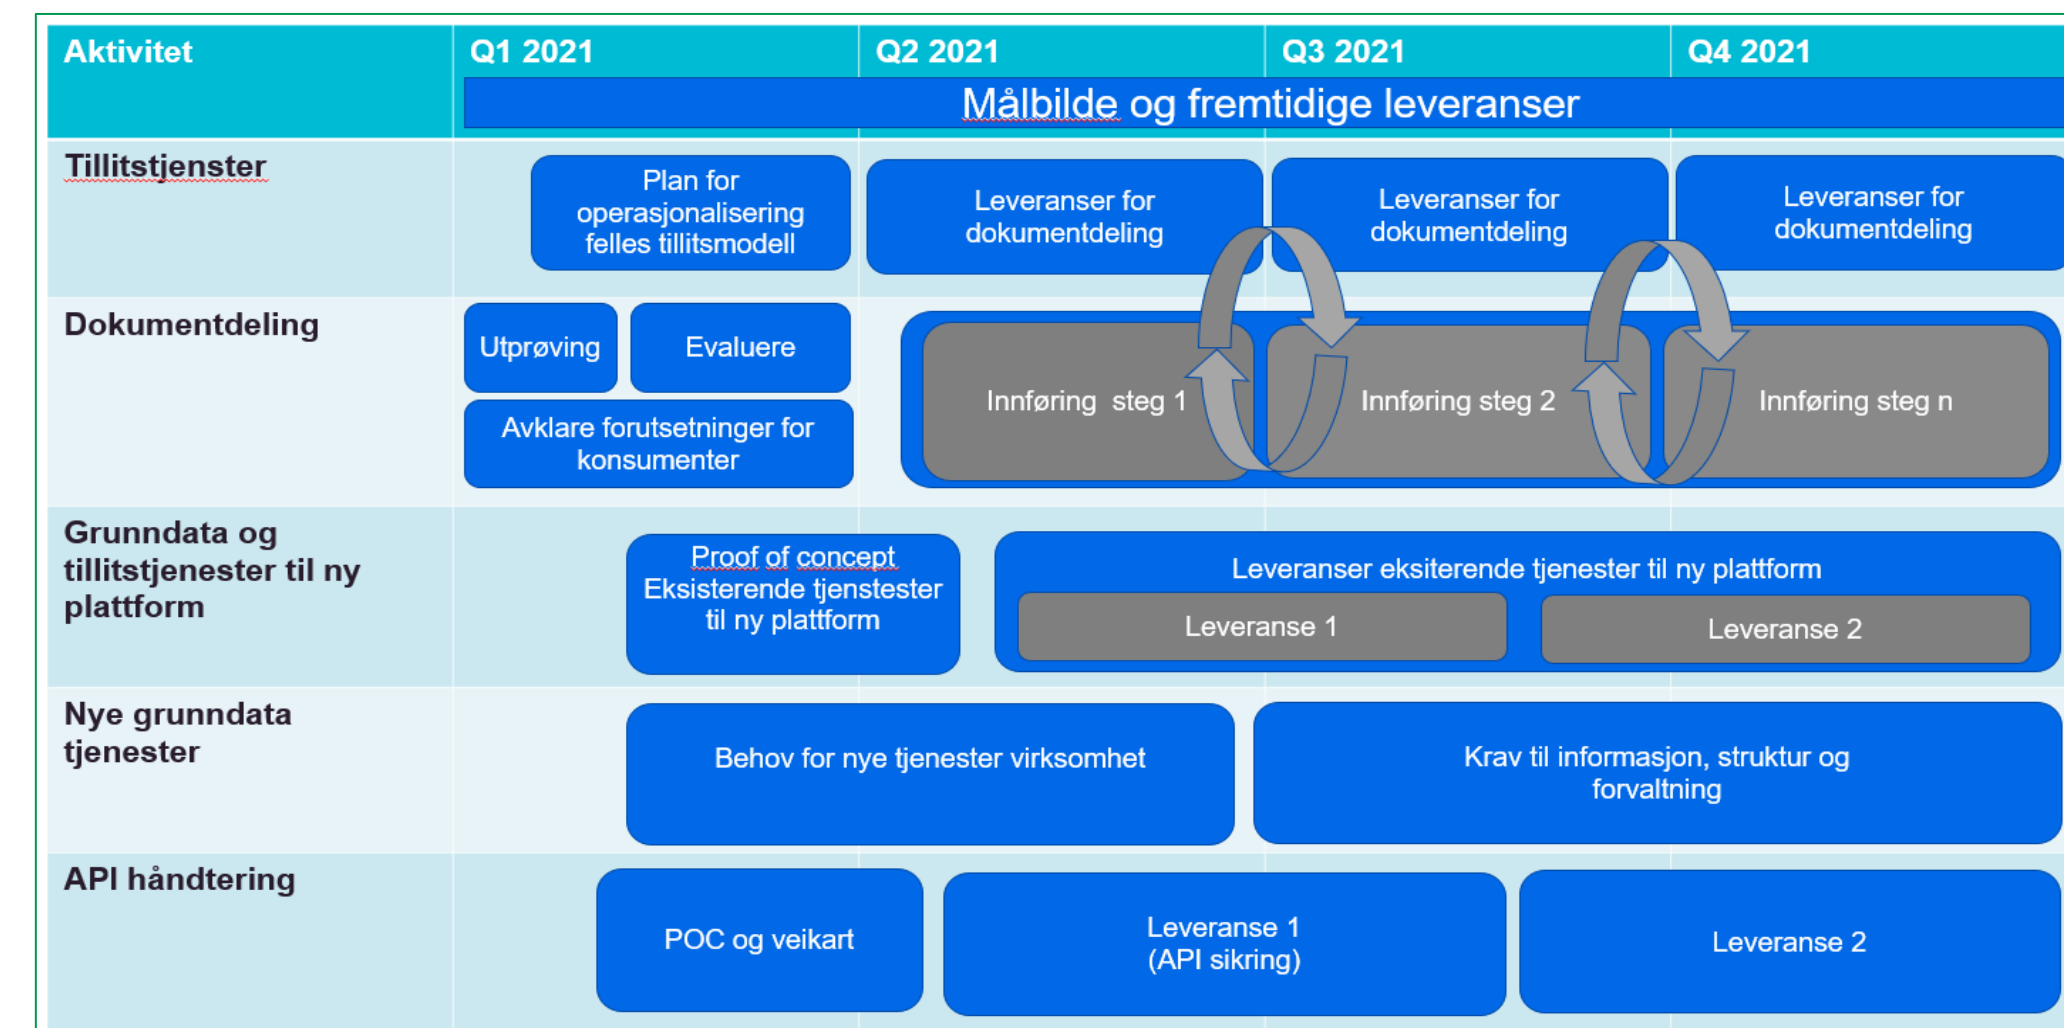 Aktivitet
Q1 2021
Q2 2021
Q3 2021
Q4 2021
Målbilde og fremtidige leveranser
Tillitstjenster
Plan for
operasjonalisering
felles tillitsmodell
Leveranser for
dokumentdeling
Leveranser for
dokumentdeling
Leveranser for
dokumentdeling
Dokumentdeling
Utprøving
Evaluere
Avklare forutsetninger for
konsumenter
Innføring steg 1
Innføring steg 2
Innføring steg n
Grunndata og
tillitstjenester til ny
plattform
Proof of concept
Eksisterende tjenstester
til ny plattform
Leveranser eksiterende tjenester til ny plattform
Leveranse 1
Leveranse 2
Nye grunndata
tjenester
Behov for nye tjenester virksomhet
Krav til informasjon, struktur og
forvaltning
API håndtering
POC og veikart
Leveranse 1
(API sikring)
Leveranse 2